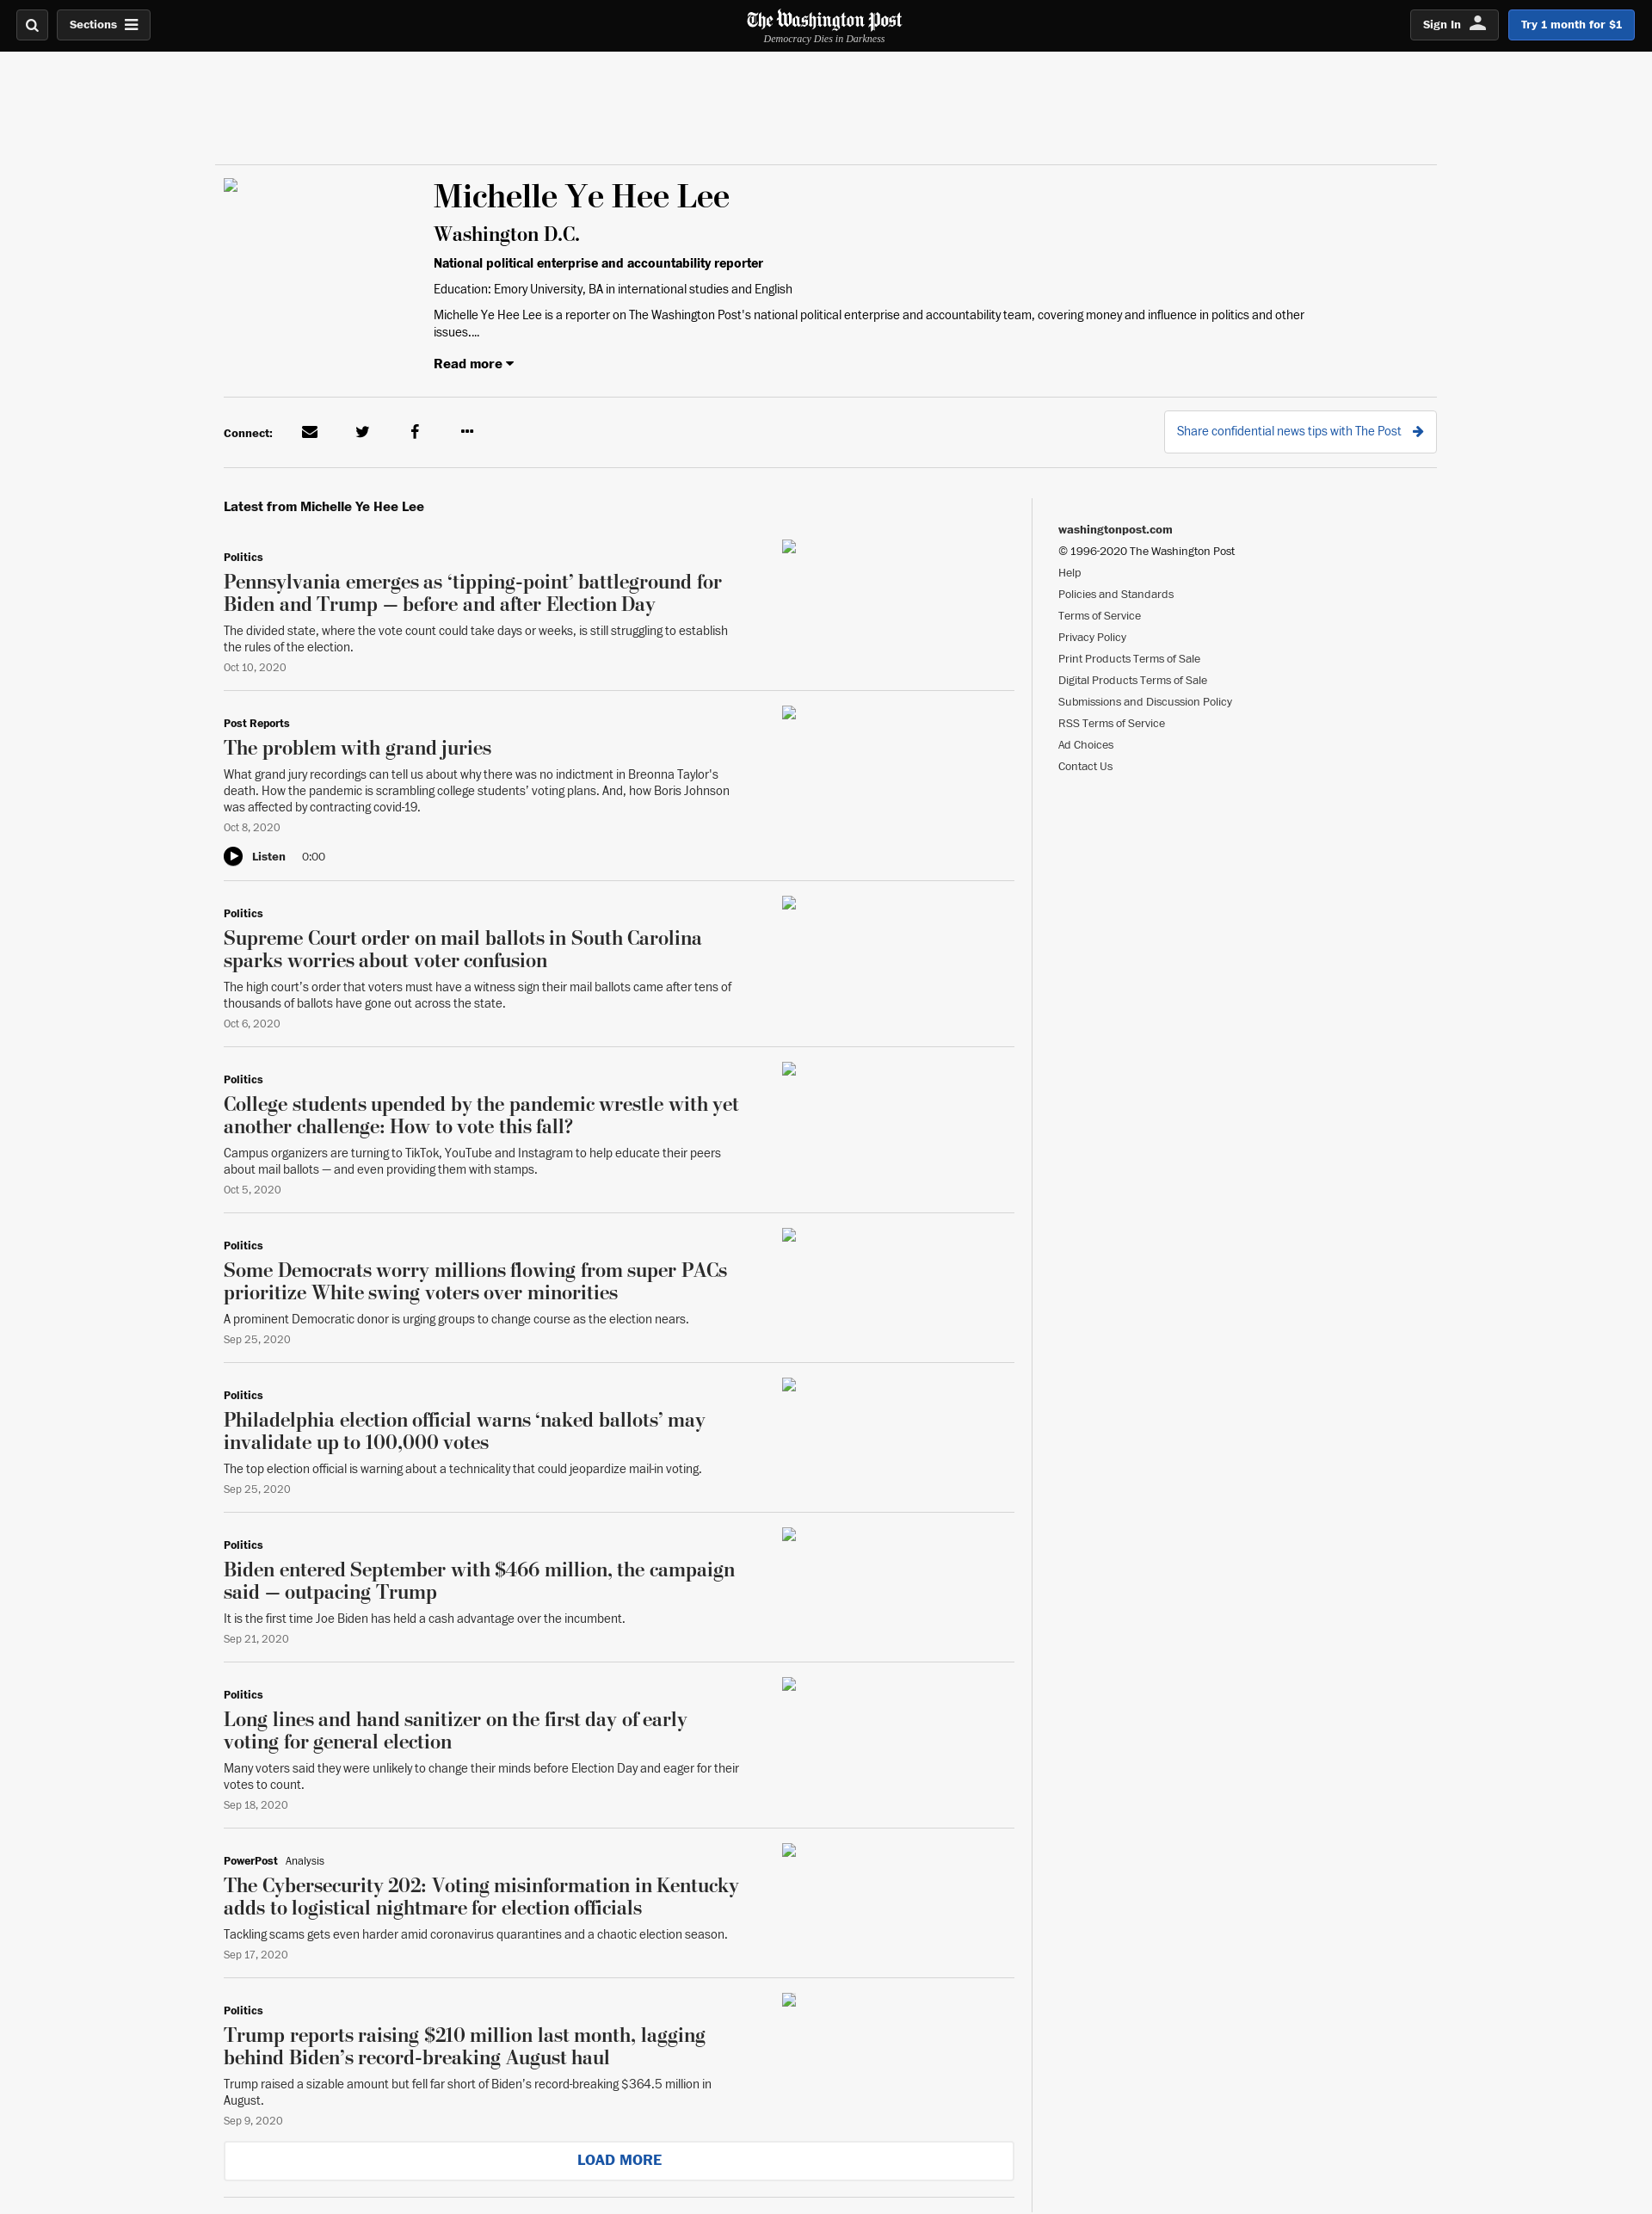 Sections
The Washington Post
Democracy Dies in Darkness
Sign In
Try 1 month for $1
Michelle Ye Hee Lee
Washington D.C.
National political enterprise and accountability reporter
Education: Emory University, BA in international studies and English
Michelle Ye Hee Lee is a reporter on The Washington Post's national political enterprise and accountability team, covering money and influence in politics and other
issues....
Read more
Connect:
Share confidential news tips with The Post
Latest from Michelle Ye Hee Lee
Politics
Pennsylvania emerges as ‘tipping-point’ battleground for
Biden and Trump — before and after Election Day
The divided state, where the vote count could take days or weeks, is still struggling to establish
the rules of the election.
Oct 10, 2020
Post Reports
The problem with grand juries
What grand jury recordings can tell us about why there was no indictment in Breonna Taylor's
death. How the pandemic is scrambling college students’ voting plans. And, how Boris Johnson
was affected by contracting covid-19.
Oct 8, 2020
Listen 0:00
Politics
Supreme Court order on mail ballots in South Carolina
sparks worries about voter confusion
The high court’s order that voters must have a witness sign their mail ballots came after tens of
thousands of ballots have gone out across the state.
Oct 6, 2020
Politics
College students upended by the pandemic wrestle with yet
another challenge: How to vote this fall?
Campus organizers are turning to TikTok, YouTube and Instagram to help educate their peers
about mail ballots — and even providing them with stamps.
Oct 5, 2020
Politics
Some Democrats worry millions flowing from super PACs
prioritize White swing voters over minorities
A prominent Democratic donor is urging groups to change course as the election nears.
Sep 25, 2020
Politics
Philadelphia election official warns ‘naked ballots’ may
invalidate up to 100,000 votes
The top election official is warning about a technicality that could jeopardize mail-in voting.
Sep 25, 2020
Politics
Biden entered September with $466 million, the campaign
said — outpacing Trump
It is the first time Joe Biden has held a cash advantage over the incumbent.
Sep 21, 2020
Politics
Long lines and hand sanitizer on the first day of early
voting for general election
Many voters said they were unlikely to change their minds before Election Day and eager for their
votes to count.
Sep 18, 2020
PowerPost Analysis
The Cybersecurity 202: Voting misinformation in Kentucky
adds to logistical nightmare for election officials
Tackling scams gets even harder amid coronavirus quarantines and a chaotic election season.
Sep 17, 2020
Politics
Trump reports raising $210 million last month, lagging
behind Biden’s record-breaking August haul
Trump raised a sizable amount but fell far short of Biden’s record-breaking $364.5 million in
August.
Sep 9, 2020
LOAD MORE
washingtonpost.com
© 1996-2020 The Washington Post
Help
Policies and Standards
Terms of Service
Privacy Policy
Print Products Terms of Sale
Digital Products Terms of Sale
Submissions and Discussion Policy
RSS Terms of Service
Ad Choices
Contact Us